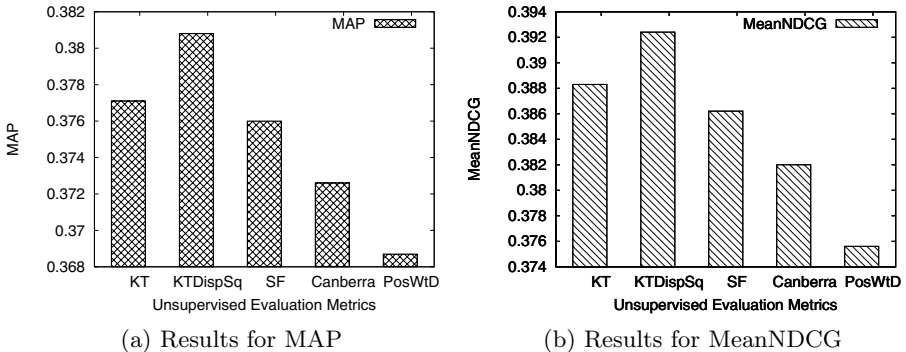 0.382
0.38
0.378
0.376
0.374
0.372
0.37
0.368
MAP
MAP
KT KTDispSq SF Canberra PosWtD
Unsupervised Evaluation Metrics
(a) Results for MAP
0.394
0.392
0.39
0.388
0.386
0.384
0.382
0.38
0.378
0.376
0.374
MeanNDCG
MeanNDCG
KT KTDispSq SF Canberra PosWtD
Unsupervised Evaluation Metrics
(b) Results for MeanNDCG